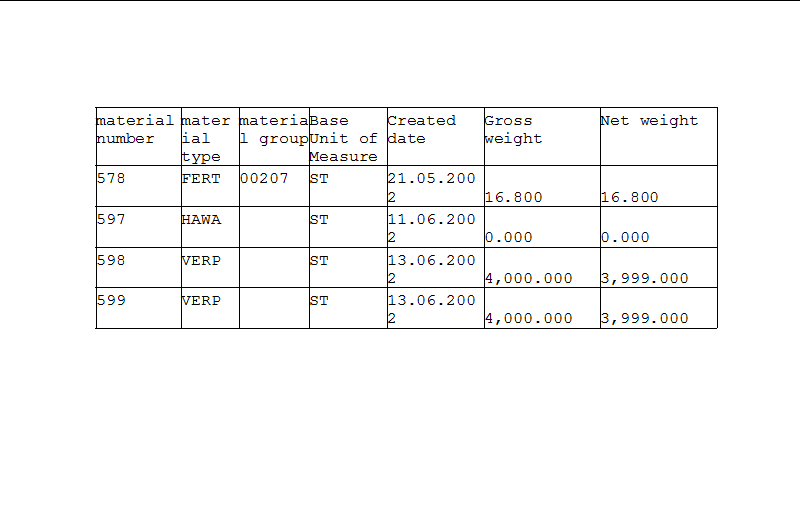 material mater materia Base Created Gross Net weight
number ial l group Unit of date weight
type Measure
578 FERT 00207 ST 21.05.200
2 16.800 16.800
597 HAWA ST 11.06.200
2 0.000 0.000
598 VERP ST 13.06.200
2 4,000.000 3,999.000
599 VERP ST 13.06.200
2 4,000.000 3,999.000